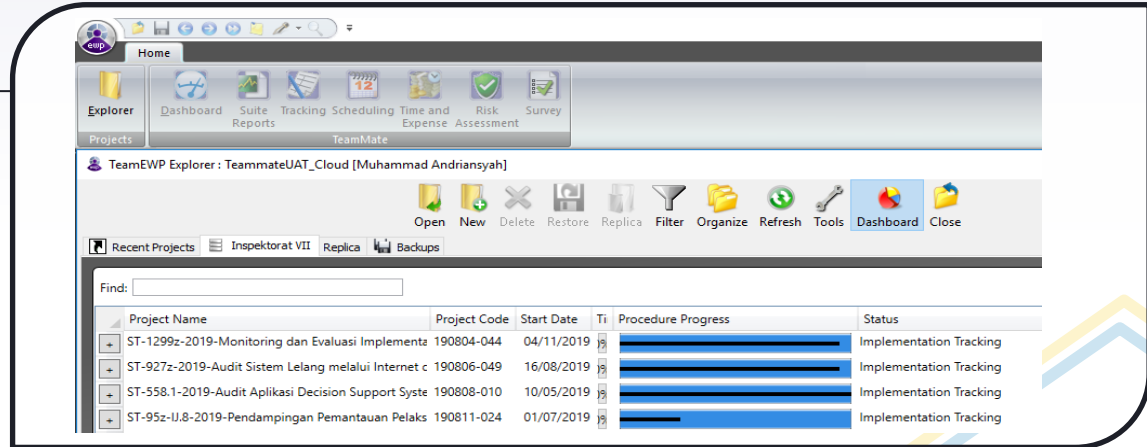 ewp
Home
Explorer Dashboard Suite Reports Tracking Scheduling Time and Expense Risk Assessment Survey
12
Projects TeamMate
TeamEWP Explorer : TeammateUAT_Cloud [Muhammad Andriansyah]
Open New Delete Restore Replica Filter Organize Refresh Tools Dashboard Close
Recent Projects Inspektorat VII Replica Backups
Find:
Project Name Project Code Start Date Ti Procedure Progress Status
ST-1299z-2019-Monitoring dan Evaluasi Implementa 190804-044 04/11/2019 Implementation Tracking
ST-927z-2019-Audit Sistem Lelang melalui Internet c 190806-049 16/08/2019 Implementation Tracking
ST-558.1-2019-Audit Aplikasi Decision Support Syste 190808-010 10/05/2019 Implementation Tracking
ST-95z-IJ.8-2019-Pendampingan Pemantauan Pelaks 190811-024 01/07/2019 Implementation Tracking